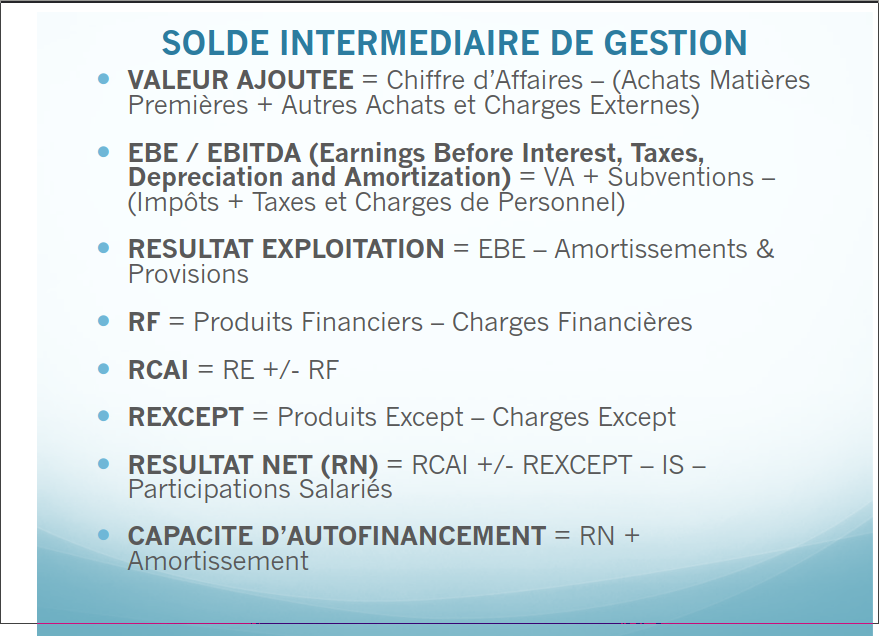 SOLDE INTERMEDIAIRE DE GESTION
• VALEUR AJOUTEE = Chiffre d’Affaires – (Achats Matières
Premières + Autres Achats et Charges Externes)
• EBE / EBITDA (Earnings Before Interest, Taxes,
Depreciation and Amortization) = VA + Subventions –
(Impôts + Taxes et Charges de Personnel)
• RESULTAT EXPLOITATION = EBE – Amortissements &
Provisions
• RF = Produits Financiers – Charges Financières
• RCAI = RE +/- RF
• REXCEPT = Produits Except – Charges Except
• RESULTAT NET (RN) = RCAI +/- REXCEPT – IS –
Participations Salariés
• CAPACITE D’AUTOFINANCEMENT = RN +
Amortissement